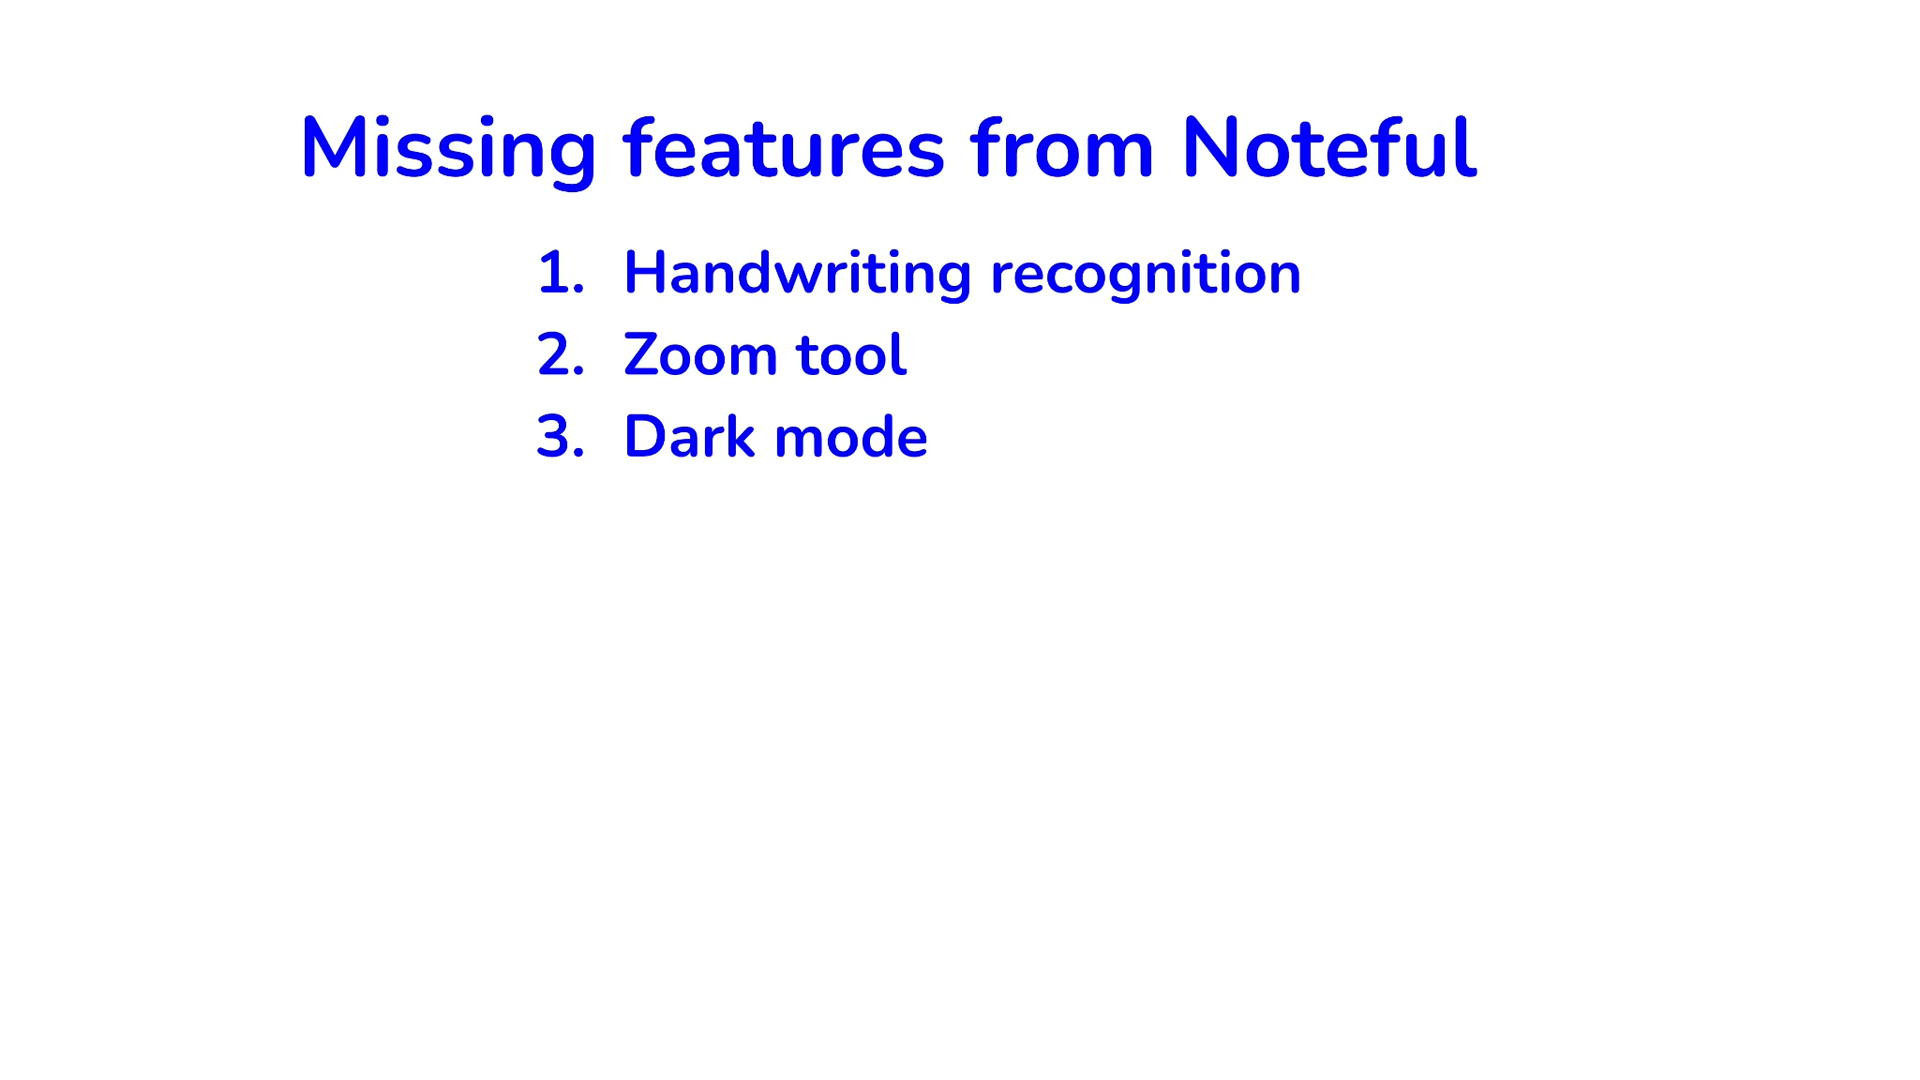 Missing features from Noteful
1. Handwriting recognition
2. Zoom tool
3. Dark mode